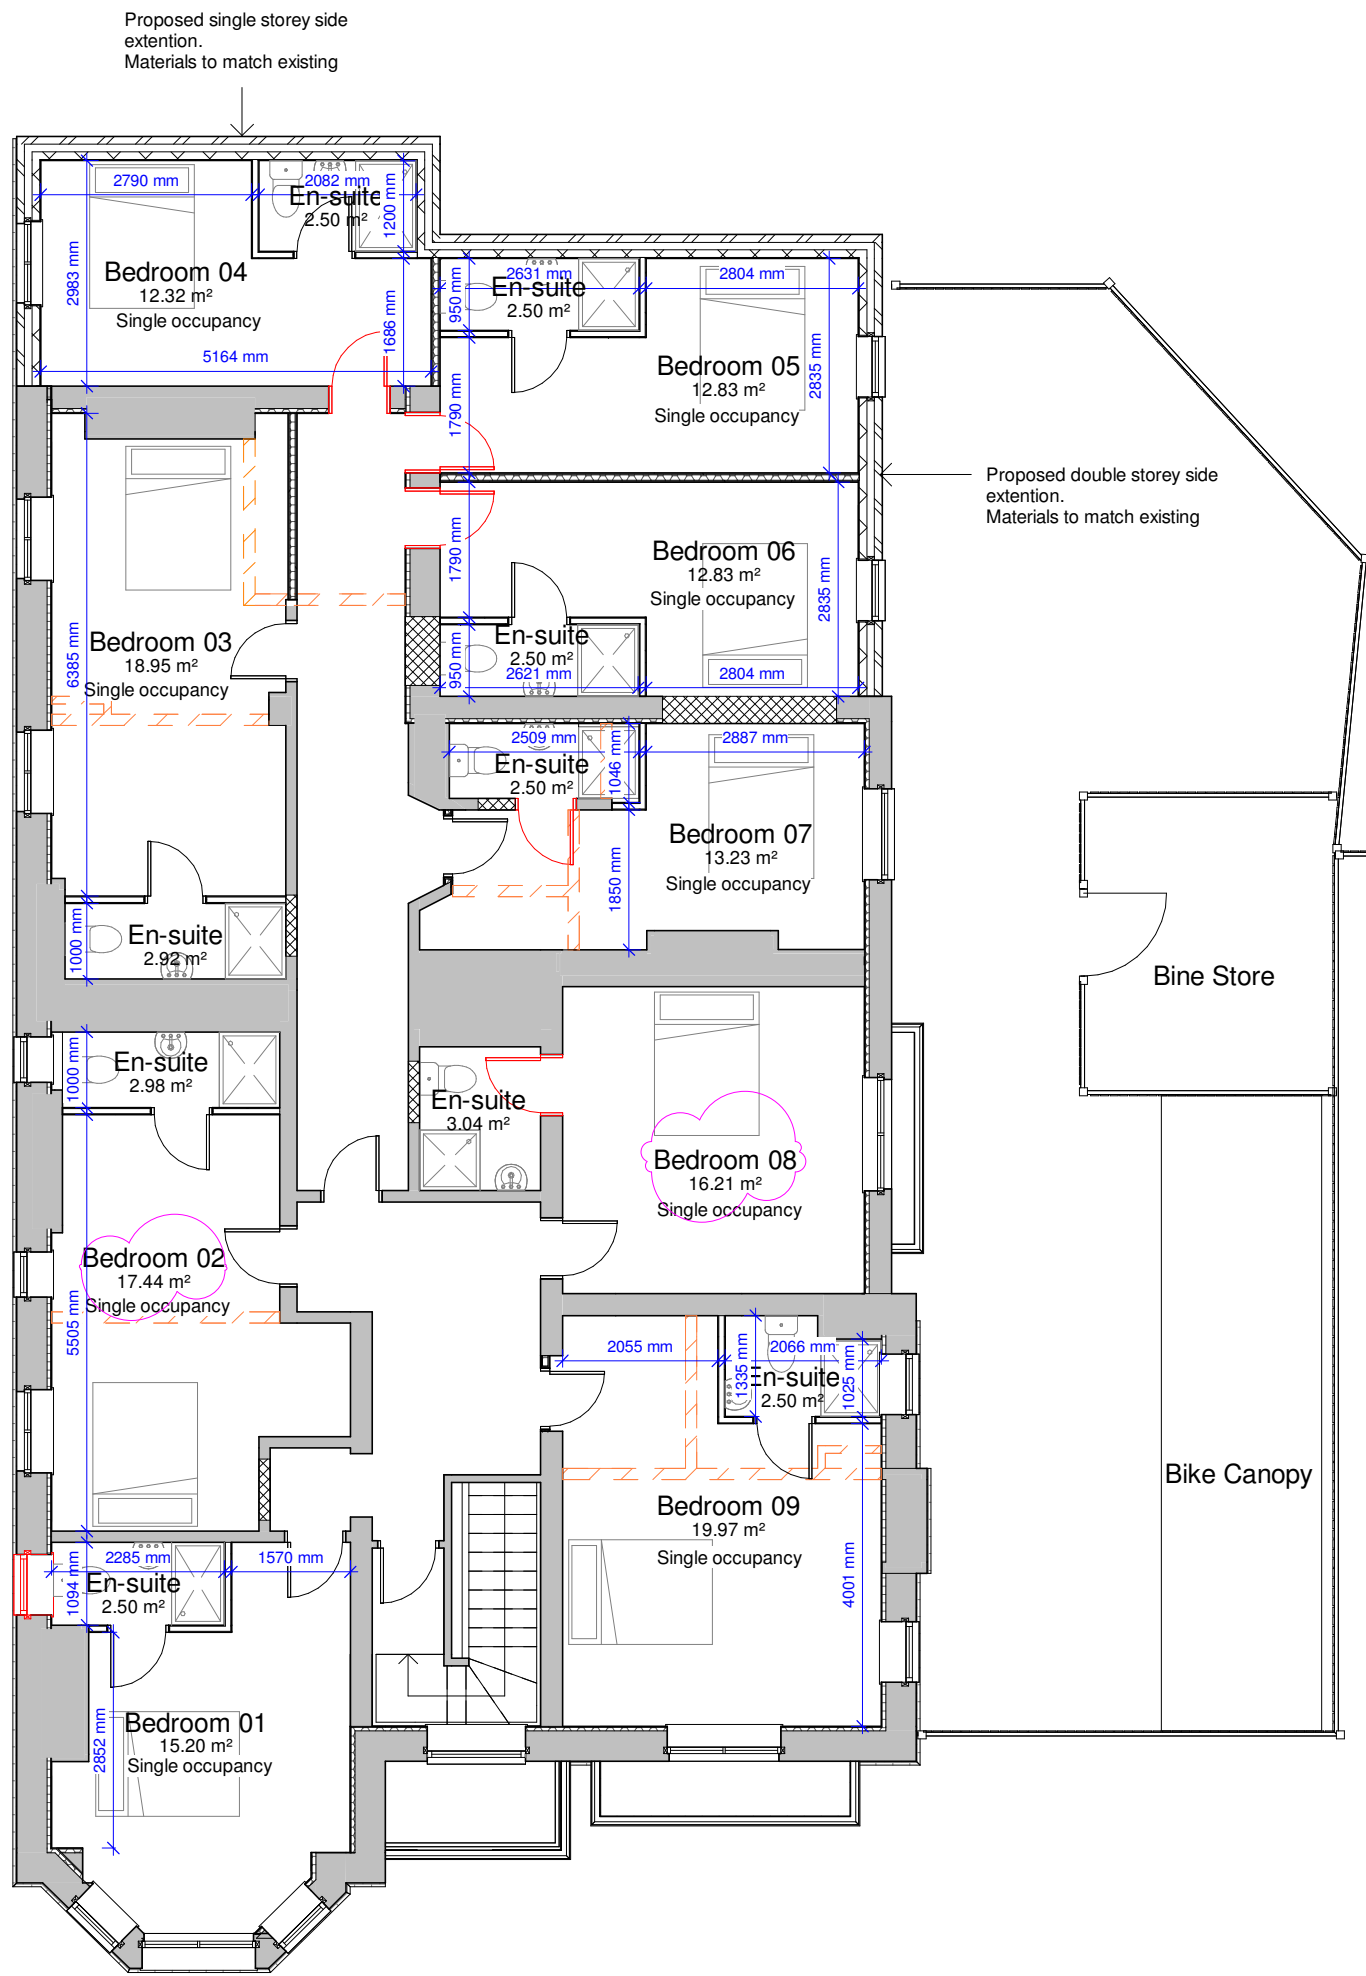 Proposed single storey side
extention.
Materials to match existing
2790 mm
2082 mm
En-suite
2.50 m²
1200 mm
2983 mm
Bedroom 04
12.32 m²
Single occupancy
1686 mm
5164 mm
2631 mm
2804 mm
En-suite
2.50 m²
950 mm
Bedroom 05
12.83 m²
Single occupancy
2835 mm
1790 mm
Proposed double storey side
extention.
Materials to match existing
1790 mm
Bedroom 06
12.83 m²
Single occupancy
2835 mm
En-suite
2.50 m²
950 mm
2621 mm
2804 mm
Bedroom 03
18.95 m²
Single occupancy
6385 mm
2509 mm
2887 mm
En-suite
2.50 m²
1046 mm
Bedroom 07
13.23 m²
Single occupancy
1850 mm
En-suite
2.92 m²
1000 mm
Bine Store
En-suite
2.98 m²
1000 mm
En-suite
3.04 m²
Bedroom 08
16.21 m²
Single occupancy
Bedroom 02
17.44 m²
Single occupancy
5505 mm
2055 mm
2066 mm
1335 mm
En-suite
2.50 m²
1025 mm
Bike Canopy
Bedroom 09
19.97 m²
Single occupancy
4001 mm
2285 mm
1570 mm
1094 mm
En-suite
2.50 m²
Bedroom 01
15.20 m²
Single occupancy
2852 mm